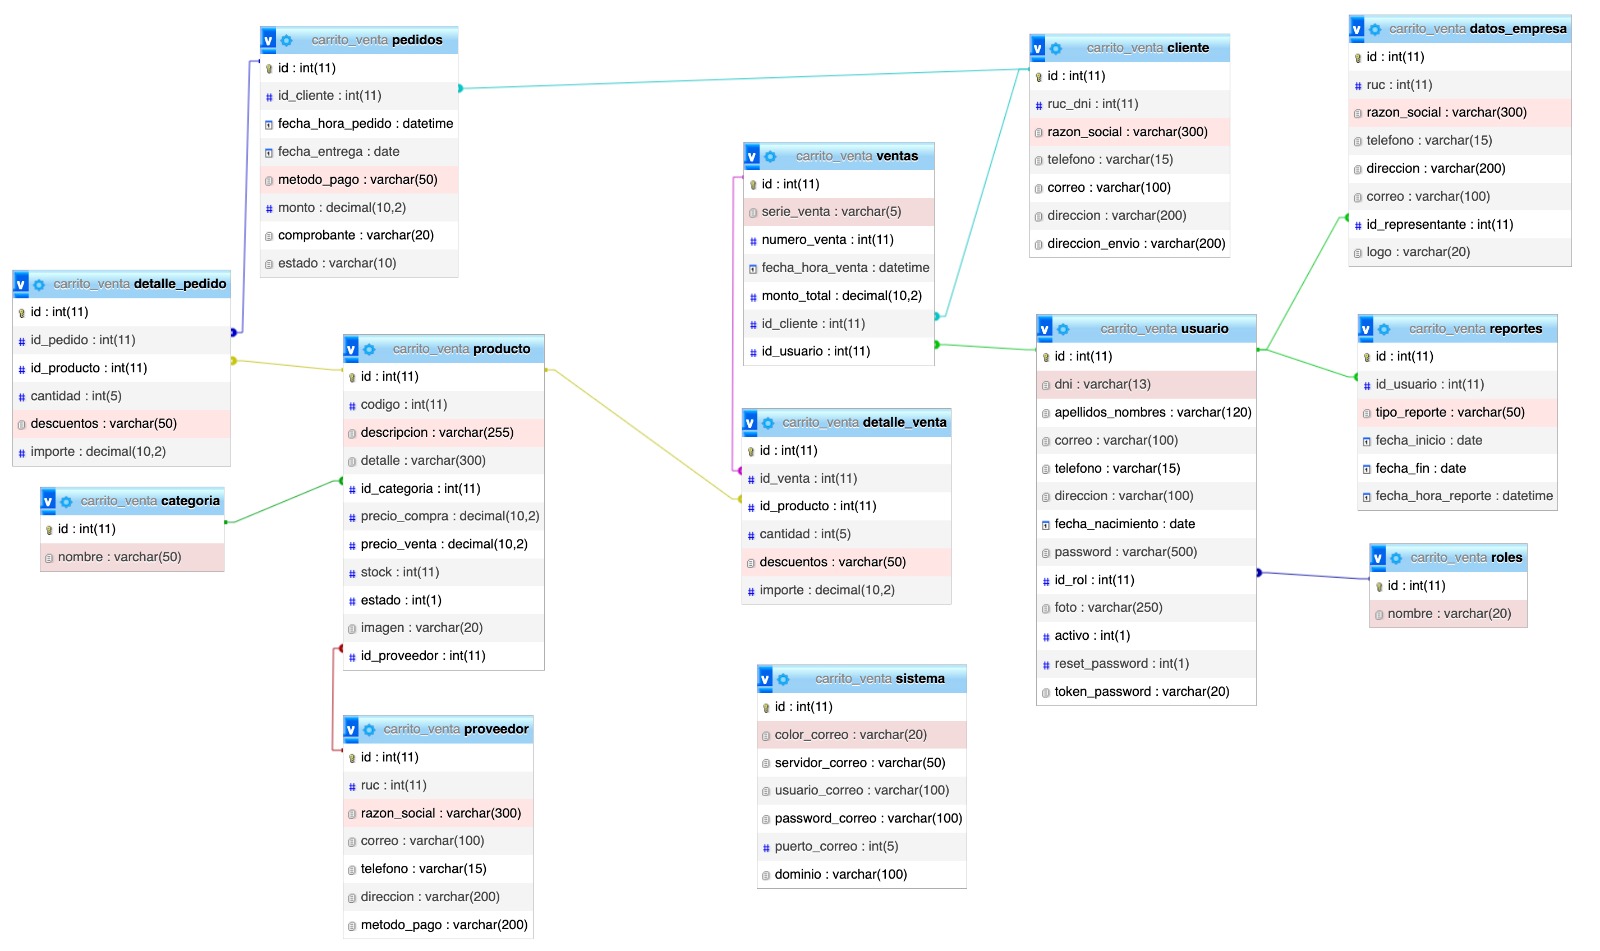 carrito_venta pedidos
id : int(11)
id_cliente : int(11)
fecha_hora_pedido : datetime
fecha_entrega : date
metodo_pago : varchar(50)
monto : decimal(10,2)
comprobante : varchar(20)
estado : varchar(10)
carrito_venta cliente
id : int(11)
ruc_dni : int(11)
razon_social : varchar(300)
telefono : varchar(15)
correo : varchar(100)
direccion : varchar(200)
direccion_envio : varchar(200)
carrito_venta datos_empresa
id : int(11)
ruc : int(11)
razon_social : varchar(300)
telefono : varchar(15)
direccion : varchar(200)
correo : varchar(100)
id_representante : int(11)
logo : varchar(20)
carrito_venta ventas
id : int(11)
serie_venta : varchar(5)
numero_venta : int(11)
fecha_hora_venta : datetime
monto_total : decimal(10,2)
id_cliente : int(11)
id_usuario : int(11)
carrito_venta detalle_pedido
id : int(11)
id_pedido : int(11)
id_producto : int(11)
cantidad : int(5)
descuentos : varchar(50)
importe : decimal(10,2)
carrito_venta producto
id : int(11)
codigo : int(11)
descripcion : varchar(255)
detalle : varchar(300)
id_categoria : int(11)
precio_compra : decimal(10,2)
precio_venta : decimal(10,2)
stock : int(11)
estado : int(1)
imagen : varchar(20)
id_proveedor : int(11)
carrito_venta usuario
id : int(11)
dni : varchar(13)
apellidos_nombres : varchar(120)
correo : varchar(100)
telefono : varchar(15)
direccion : varchar(100)
fecha_nacimiento : date
password : varchar(500)
id_rol : int(11)
foto : varchar(250)
activo : int(1)
reset_password : int(1)
token_password : varchar(20)
carrito_venta reportes
id : int(11)
id_usuario : int(11)
tipo_reporte : varchar(50)
fecha_inicio : date
fecha_fin : date
fecha_hora_reporte : datetime
carrito_venta detalle_venta
id : int(11)
id_venta : int(11)
id_producto : int(11)
cantidad : int(5)
descuentos : varchar(50)
importe : decimal(10,2)
carrito_venta categoria
id : int(11)
nombre : varchar(50)
carrito_venta roles
id : int(11)
nombre : varchar(20)
carrito_venta sistema
id : int(11)
color_correo : varchar(20)
servidor_correo : varchar(50)
usuario_correo : varchar(100)
password_correo : varchar(100)
puerto_correo : int(5)
dominio : varchar(100)
carrito_venta proveedor
id : int(11)
ruc : int(11)
razon_social : varchar(300)
correo : varchar(100)
telefono : varchar(15)
direccion : varchar(200)
metodo_pago : varchar(200)